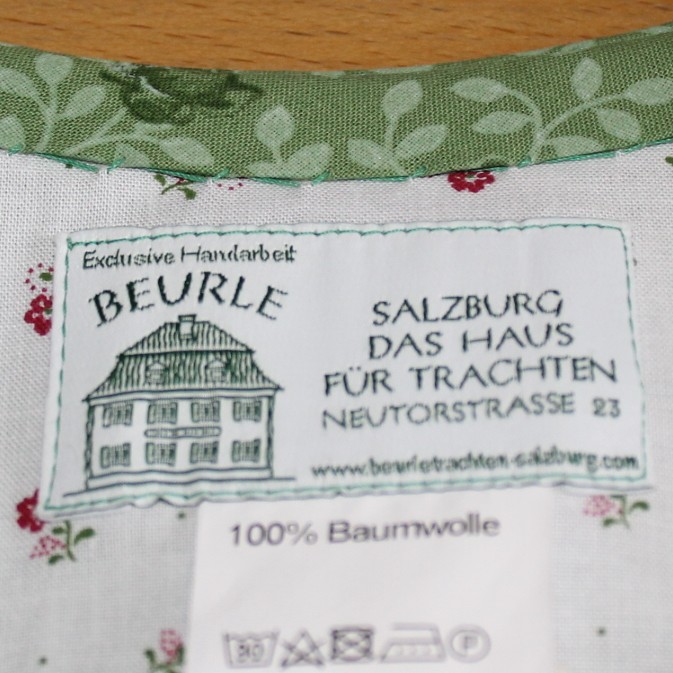 Exclusive Handarbeit
BEURLE
SALZBURG
DAS HAUS
FÜR TRACHTEN
NEUTORSTRASSE 23
www.beurletrachten-salzburg.com
100% Baumwolle
P